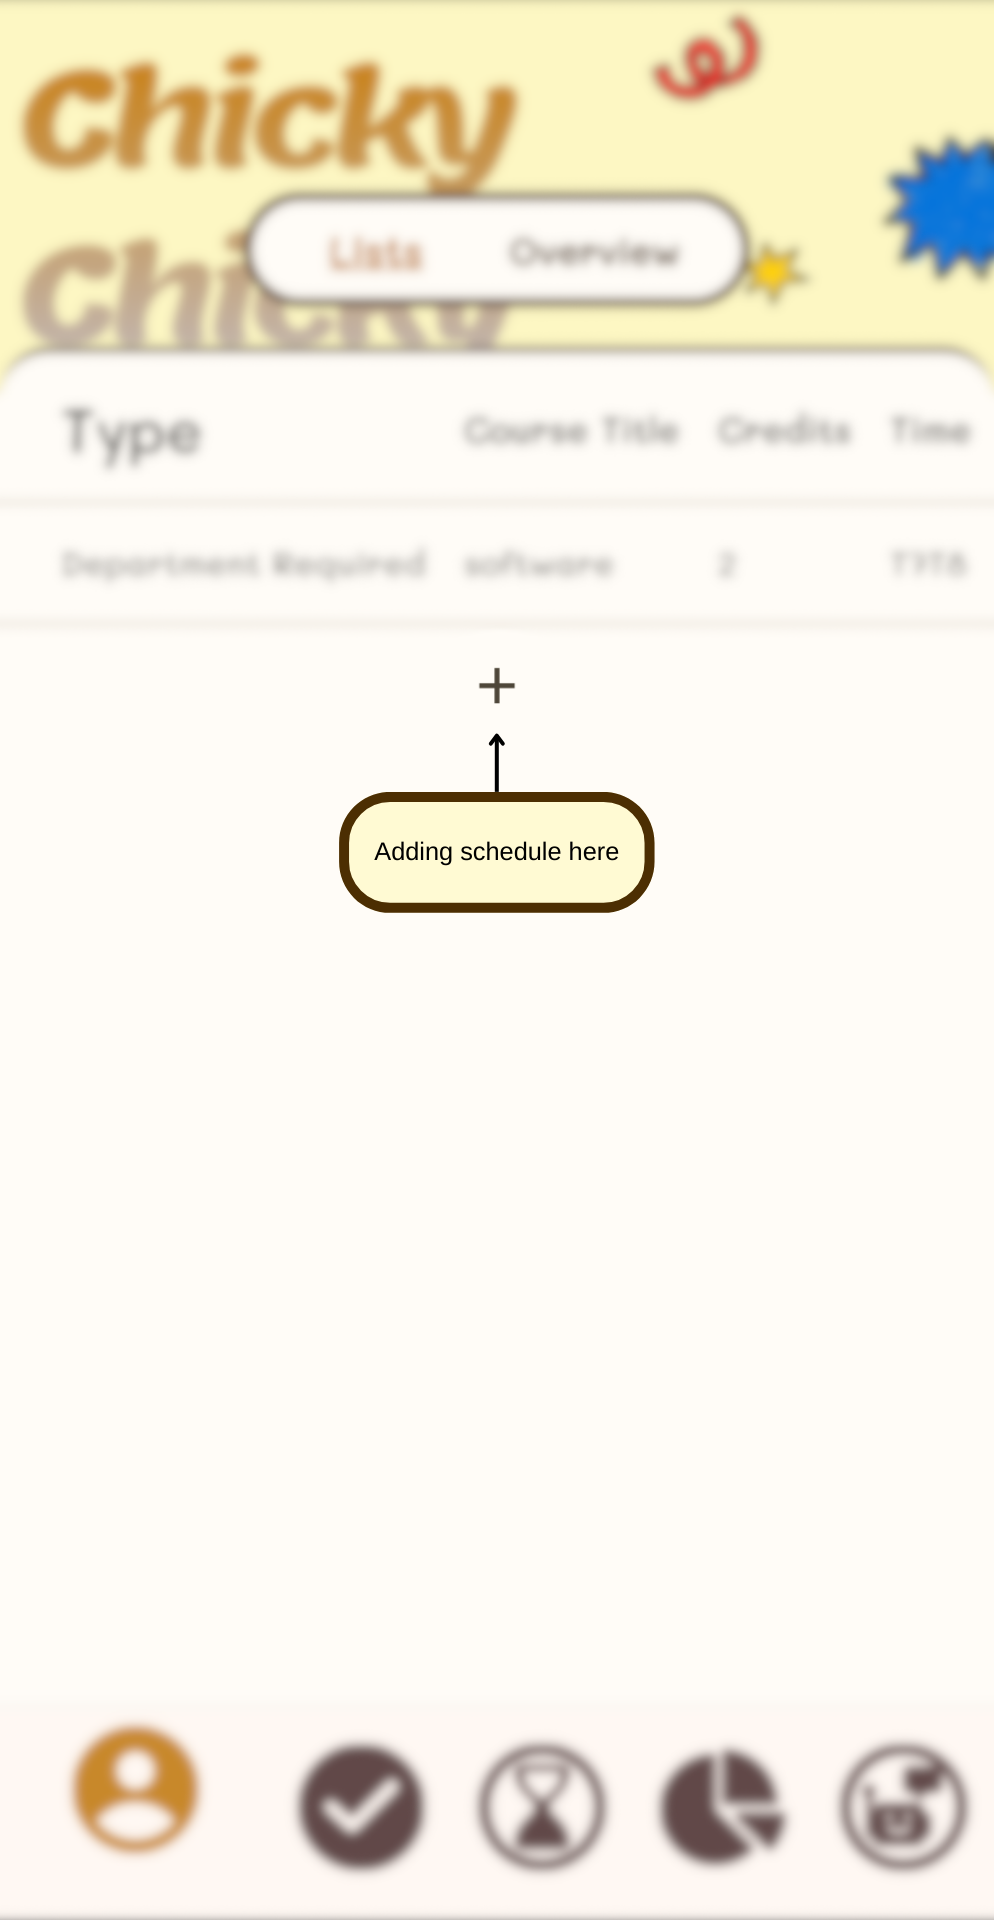 Chicky
Lists Overview
Chicky
Type Course Title Credits Time
Department Required software 2 T7T8
+
Adding schedule here